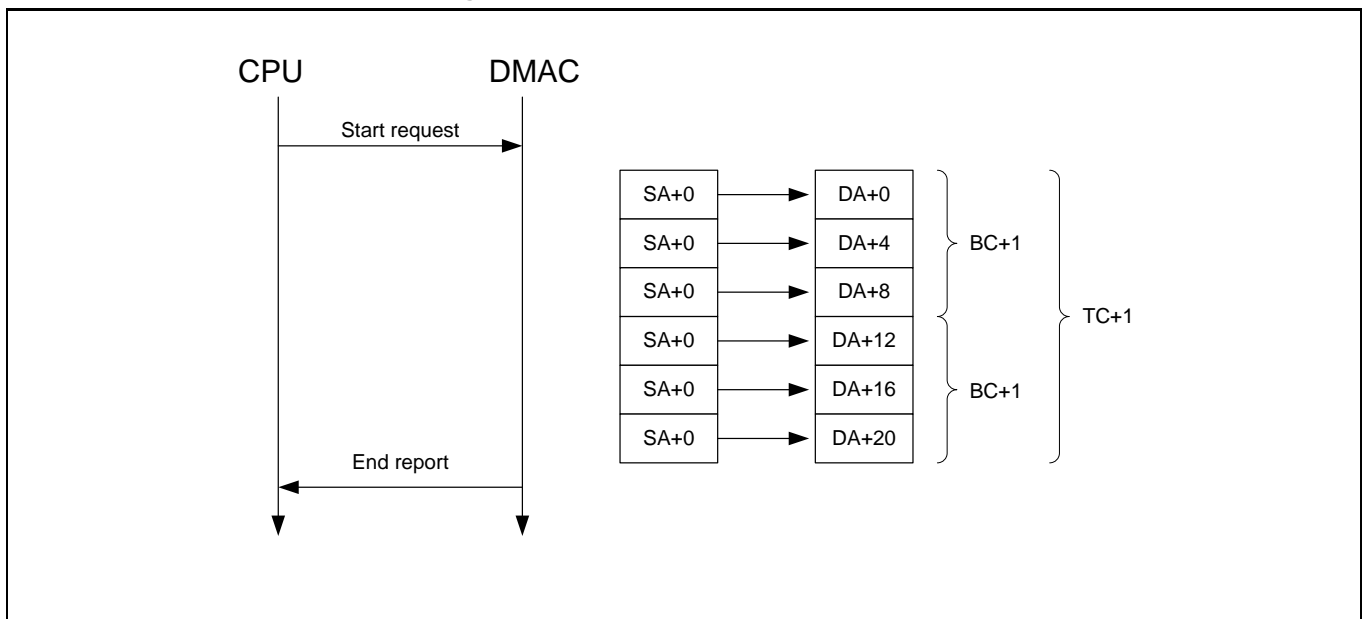 CPU DMAC
Start request
SA+0 DA+0
SA+0 DA+4 BC+1
SA+0 DA+8
TC+1
SA+0 DA+12
SA+0 DA+16 BC+1
SA+0 DA+20
End report